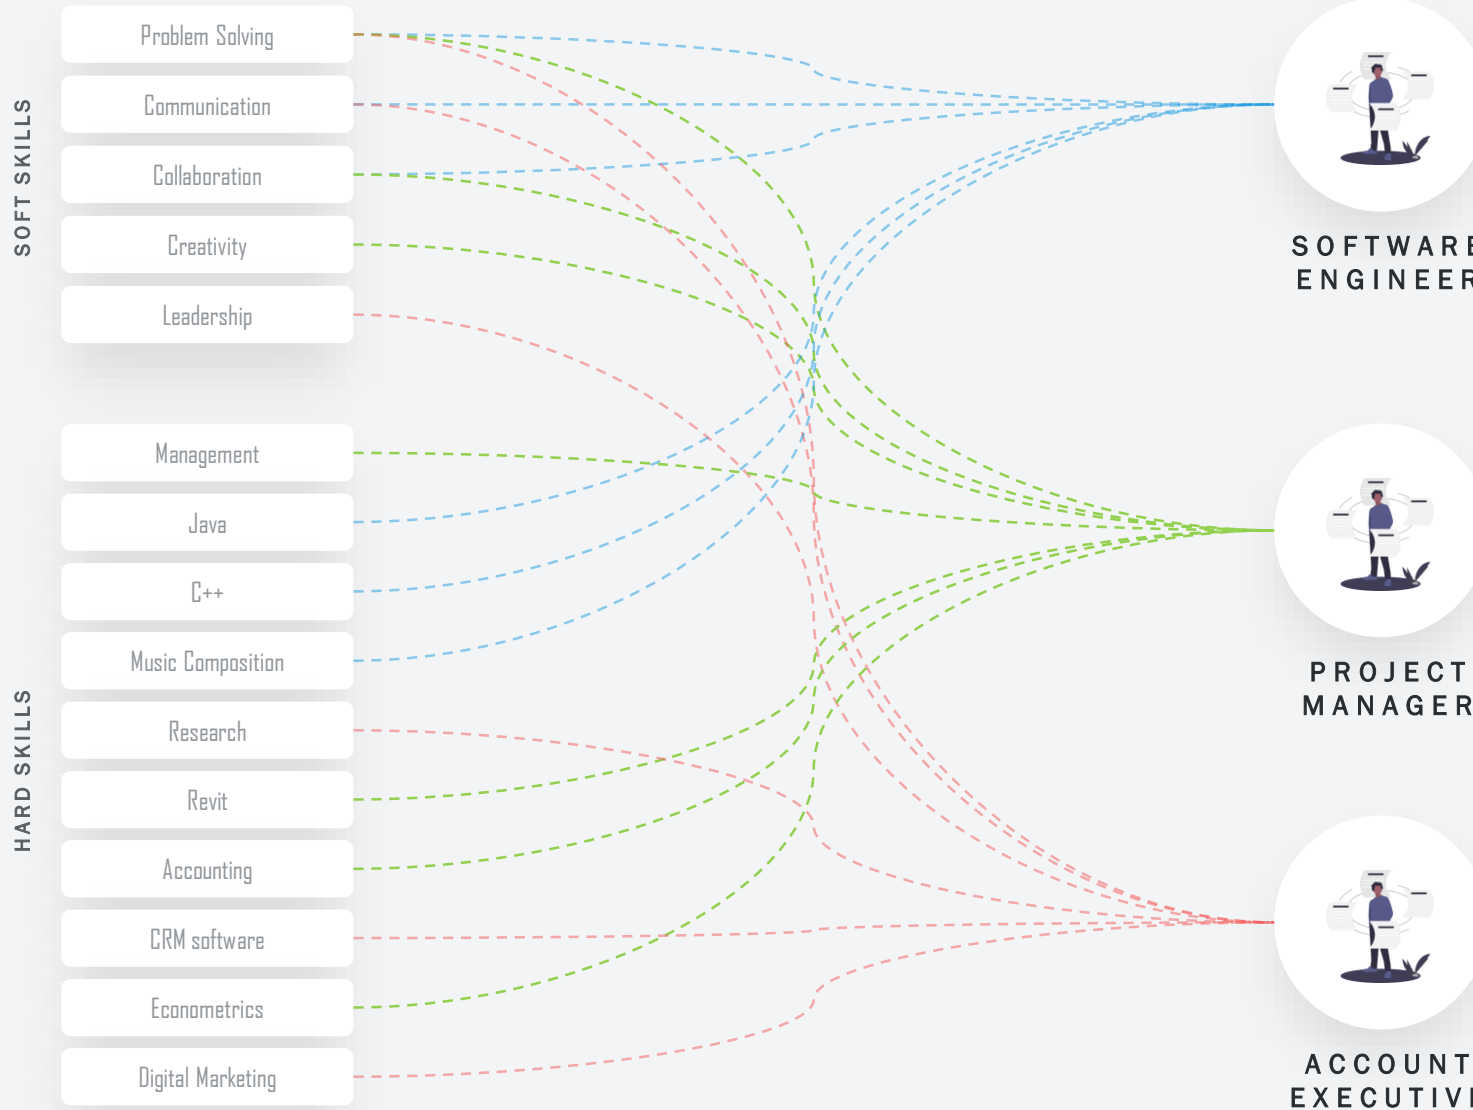 SOFT SKILLS
Problem Solving
Communication
Collaboration
Creativity
Leadership
HARD SKILLS
Management
Java
C++
Music Composition
Research
Revit
Accounting
CRM software
Econometrics
Digital Marketing
SOFTWARE
ENGINEER
PROJECT
MANAGER
ACCOUNT
EXECUTIVE